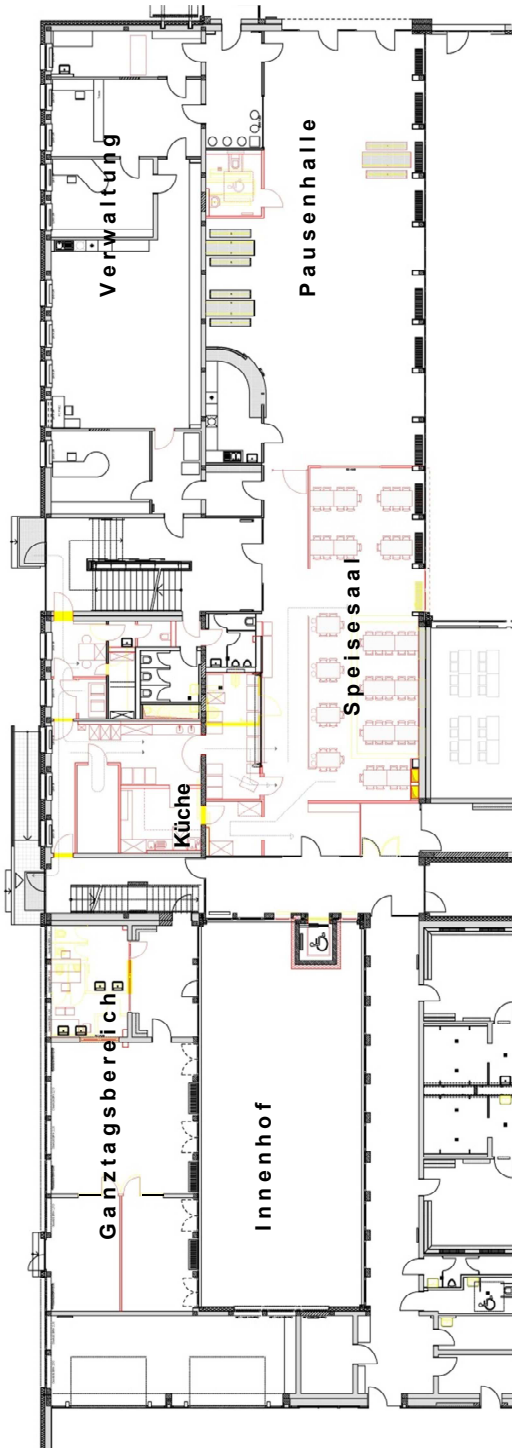 Verwaltung
Pausenhalle
Speisesaal
Küche
Ganztagsbereich
Innenhof